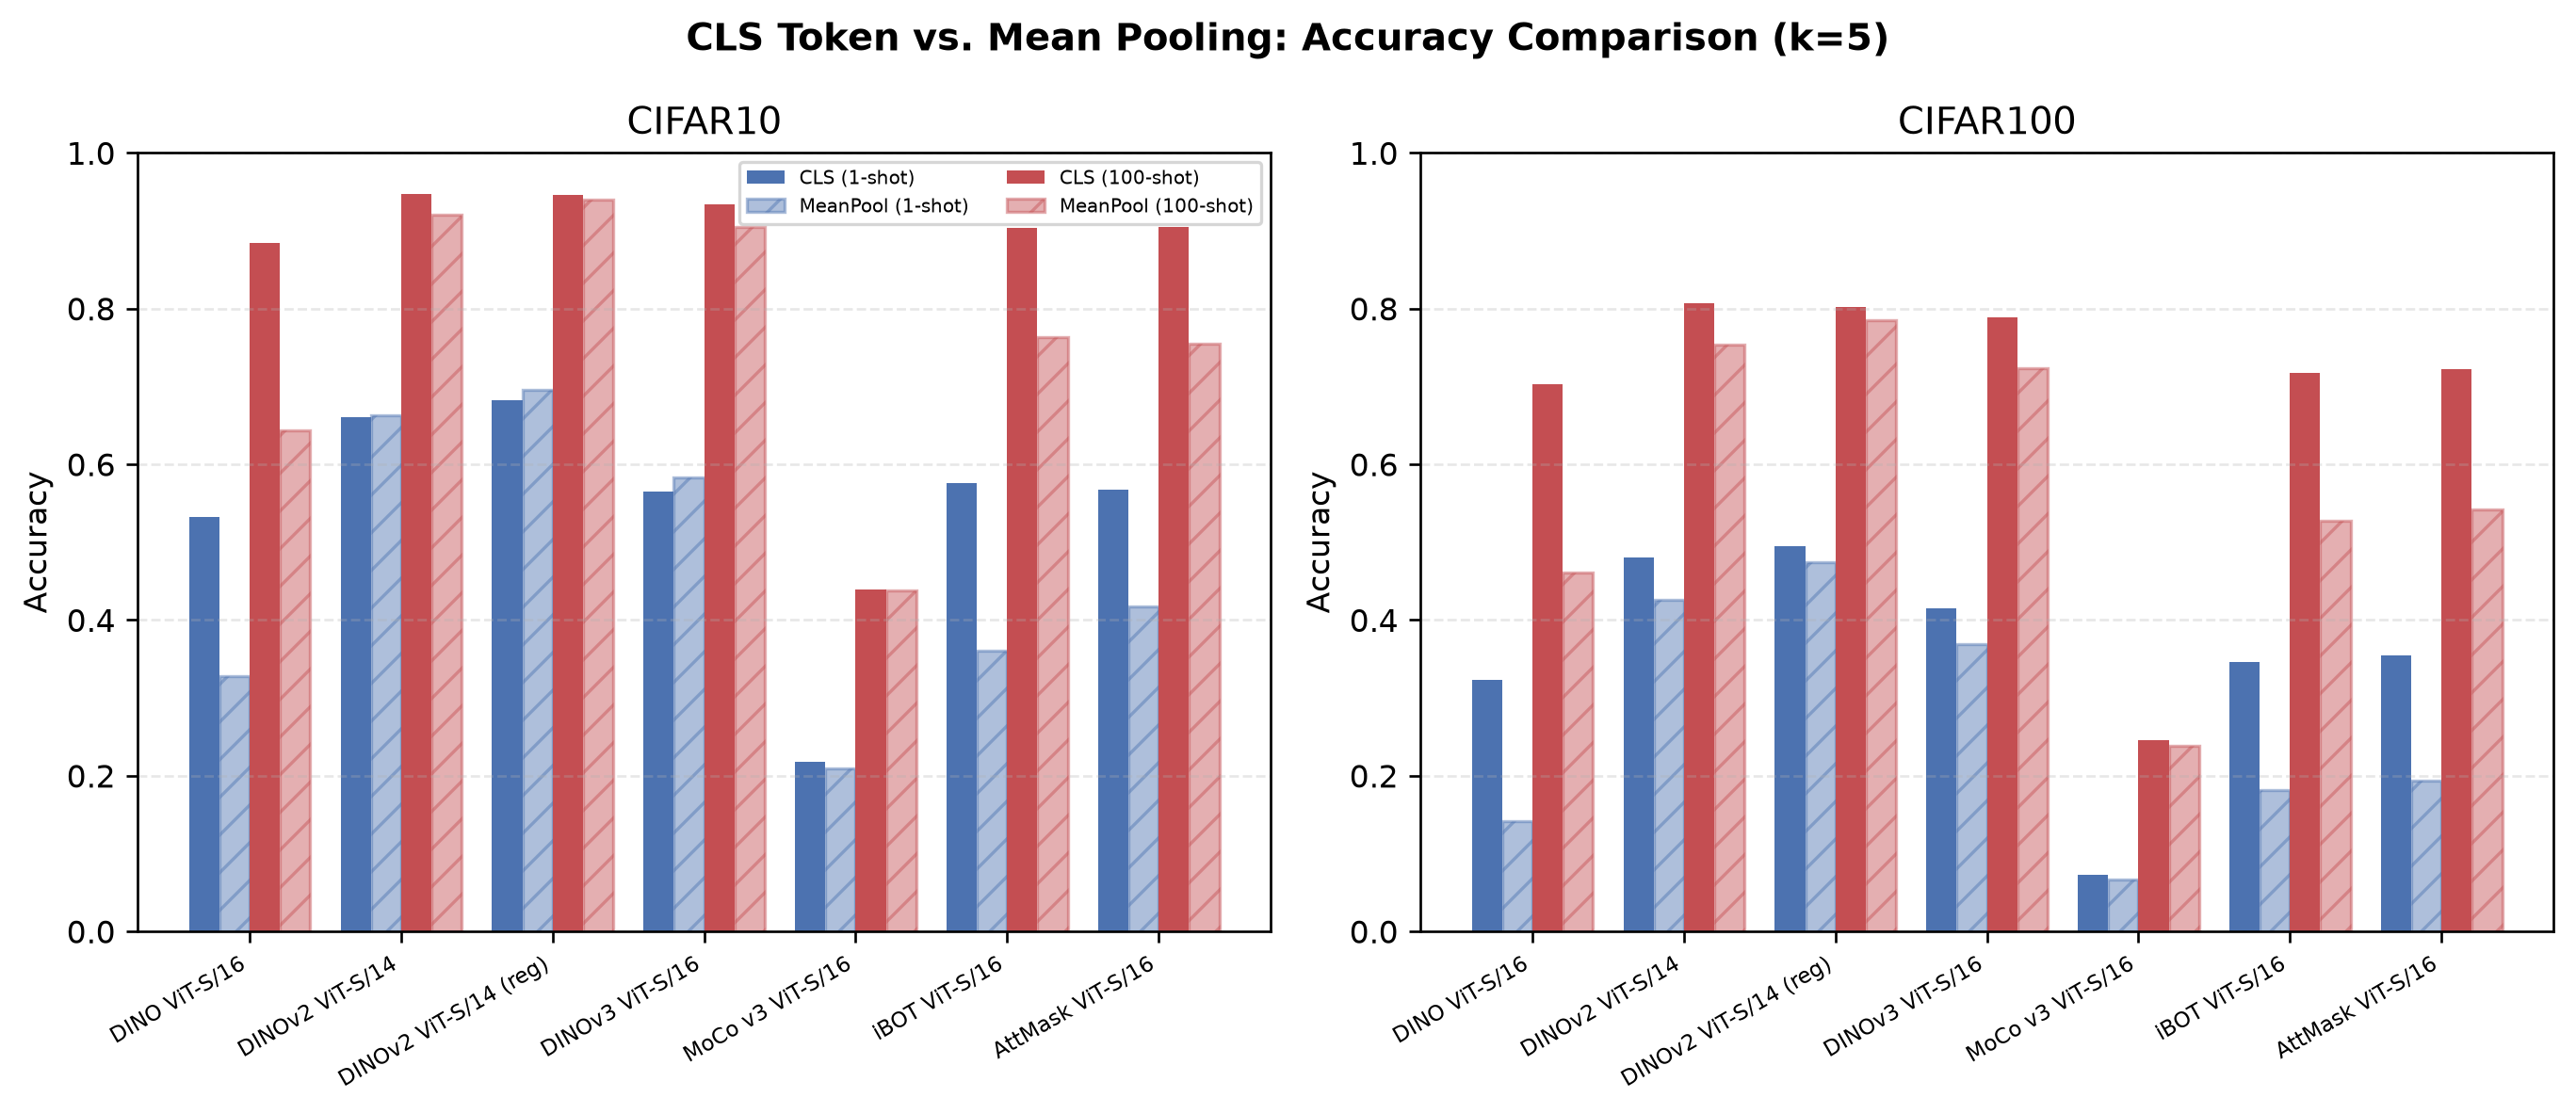 CLS Token vs. Mean Pooling: Accuracy Comparison (k=5)
CIFAR10
CLS (1-shot)
MeanPool (1-shot)
CLS (100-shot)
MeanPool (100-shot)
Accuracy
1.0
0.8
0.6
0.4
0.2
0.0
DINO ViT-S/16
DINOv2 ViT-S/14
DINOv2 ViT-S/14 (reg)
DINOv3 ViT-S/16
MoCo v3 ViT-S/16
iBOT ViT-S/16
AttMask ViT-S/16
CIFAR100
Accuracy
1.0
0.8
0.6
0.4
0.2
0.0
DINO ViT-S/16
DINOv2 ViT-S/14
DINOv2 ViT-S/14 (reg)
DINOv3 ViT-S/16
MoCo v3 ViT-S/16
iBOT ViT-S/16
AttMask ViT-S/16